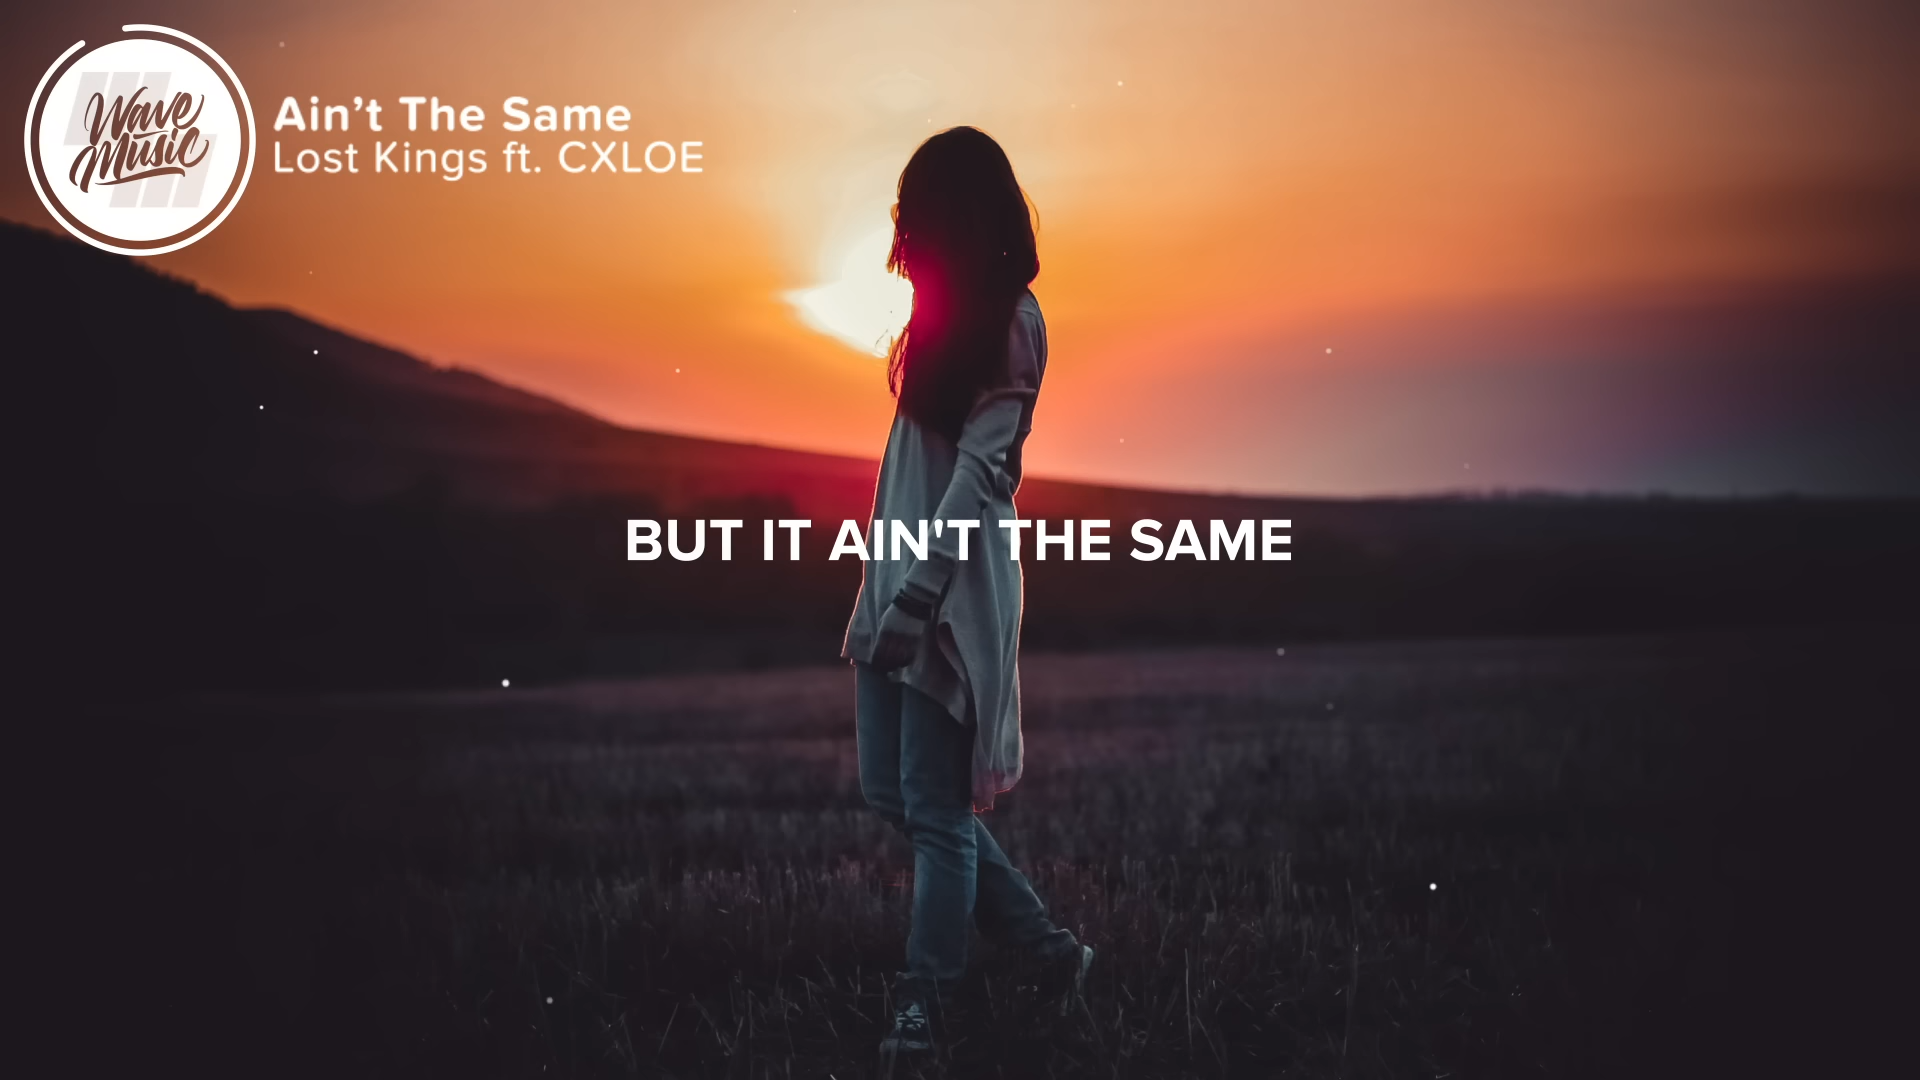 Wave
Music
Ain’t The Same
Lost Kings ft. CXLOE
BUT IT AIN'T THE SAME